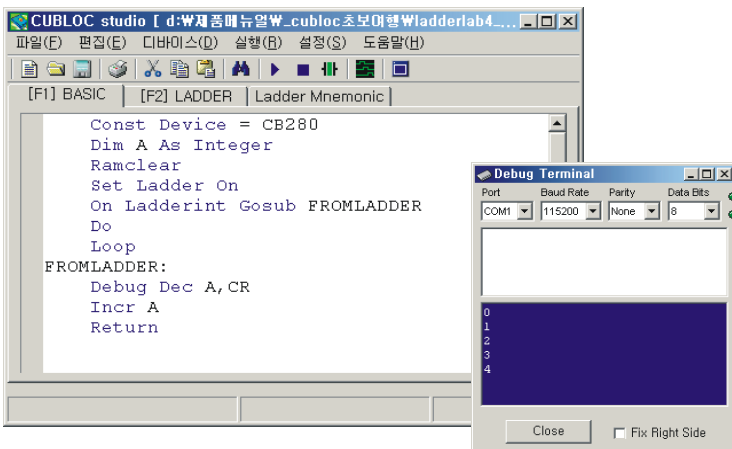 CUBLOC studio [ d:₩제품메뉴얼₩_cubloc초보여행₩ladderlab4_...
파일(F) 편집(E) 디바이스(D) 실행(R) 설정(S) 도움말(H)
[F1] BASIC [F2] LADDER Ladder Mnemonic
Const Device = CB280
Dim A As Integer
Ramclear
Set Ladder On
On Ladderint Gosub FROMLADDER
Do
Loop
FROMLADDER:
Debug Dec A,CR
Incr A
Return
Debug Terminal
Port Baud Rate Parity Data Bits
COM1 115200 None 8
0
1
2
3
4
Close Fix Right Side